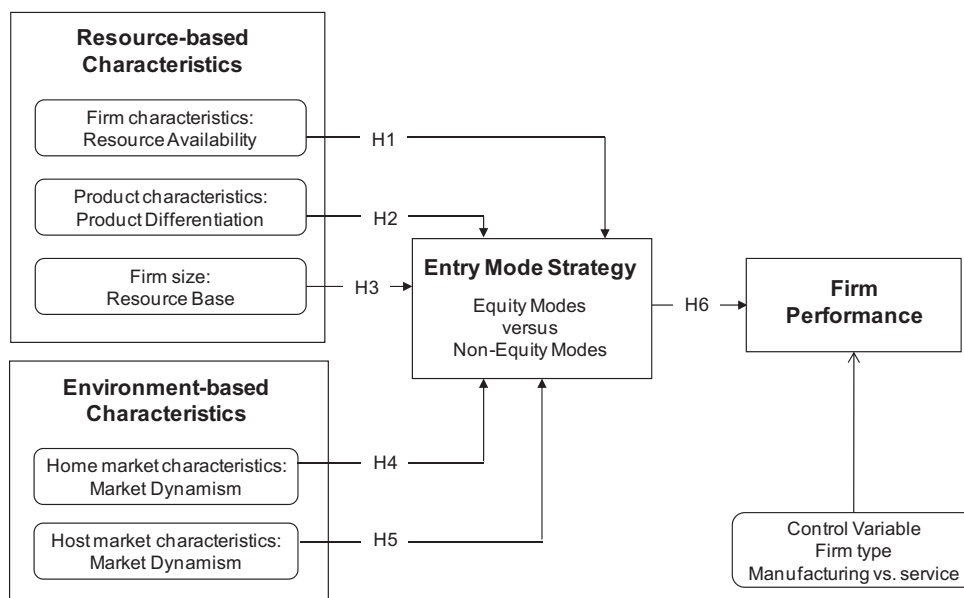 Resource-based
Characteristics
Firm characteristics:
Resource Availability
H1
Product characteristics:
Product Differentiation
H2
Firm size:
Resource Base
H3
Entry Mode Strategy
Equity Modes
versus
Non-Equity Modes
H6
Firm
Performance
Environment-based
Characteristics
Home market characteristics:
Market Dynamism
H4
Host market characteristics:
Market Dynamism
H5
Control Variable
Firm type
Manufacturing vs. service